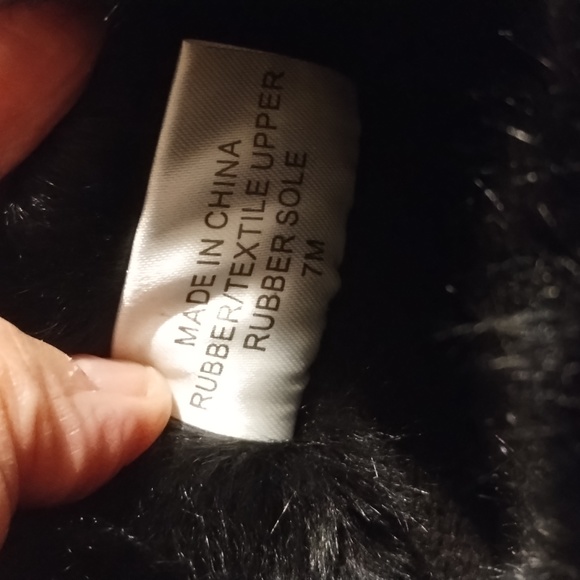 MADE IN CHINA
RUBBER/TEXTILE UPPER
RUBBER SOLE
7M